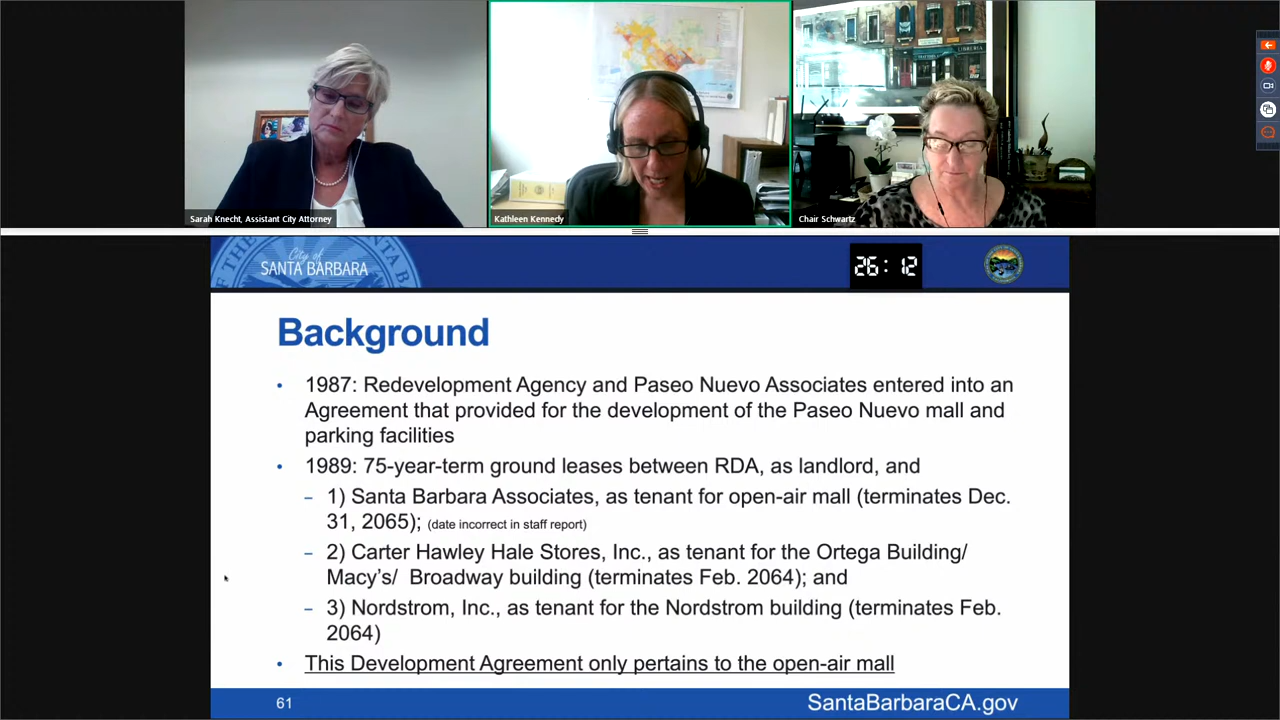 Sarah Knecht, Assistant City Attorney
Kathleen Kennedy
Chair Schwartz
City of
SANTA BARBARA
26:12
Background
• 1987: Redevelopment Agency and Paseo Nuevo Associates entered into an
Agreement that provided for the development of the Paseo Nuevo mall and
parking facilities
• 1989: 75-year-term ground leases between RDA, as landlord, and
– 1) Santa Barbara Associates, as tenant for open-air mall (terminates Dec.
31, 2065); (date incorrect in staff report)
– 2) Carter Hawley Hale Stores, Inc., as tenant for the Ortega Building/
Macy's/ Broadway building (terminates Feb. 2064); and
– 3) Nordstrom, Inc., as tenant for the Nordstrom building (terminates Feb.
2064)
• This Development Agreement only pertains to the open-air mall
61
SantaBarbaraCA.gov